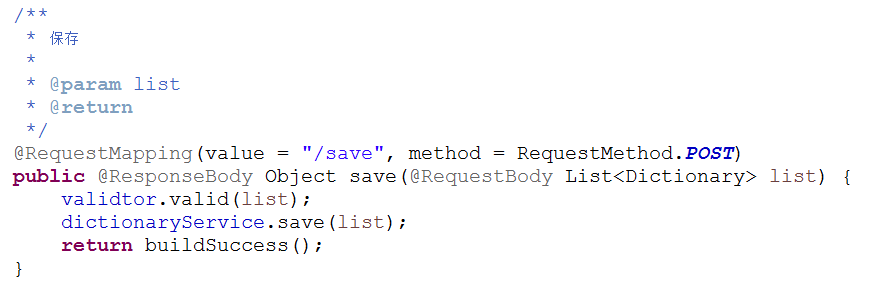 /**
 * 保存
 *
 * @param list
 * @return
 */
@RequestMapping(value = "/save", method = RequestMethod.POST)
public @ResponseBody Object save(@RequestBody List<Dictionary> list) {
    validtor.valid(list);
    dictionaryService.save(list);
    return buildSuccess();
}